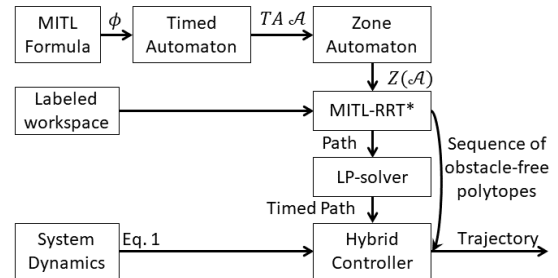 MITL
Formula
ϕ
Timed
Automaton
TA 𝒜
Zone
Automaton
Z(𝒜)
Labeled
workspace
MITL-RRT*
Path
Sequence of
obstacle-free
polytopes
LP-solver
Timed Path
System
Dynamics
Eq. 1
Hybrid
Controller
Trajectory